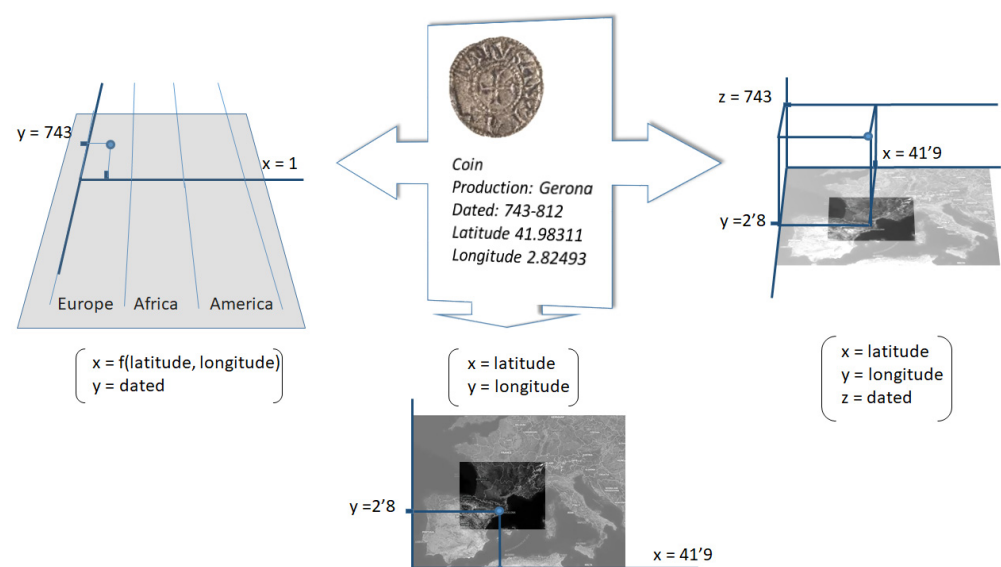 y = 743
x = 1
Europe
Africa
America
x = f(latitude, longitude)
y = dated
Coin
Production: Gerona
Dated: 743-812
Latitude 41.98311
Longitude 2.82493
x = latitude
y = longitude
y =2’8
x = 41’9
z = 743
x = 41’9
y =2’8
x = latitude
y = longitude
z = dated